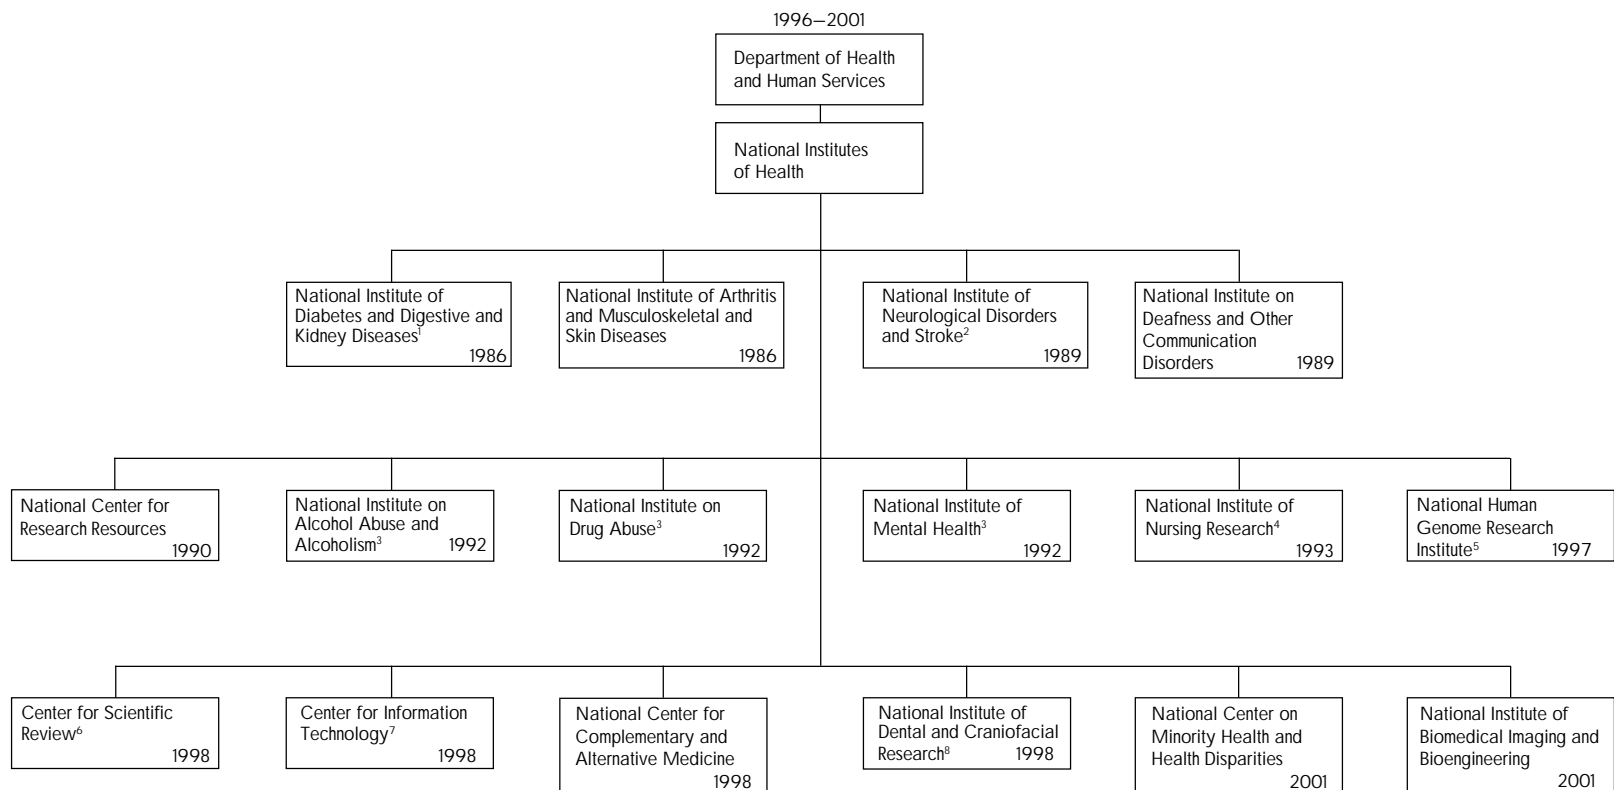 1996–2001
Department of Health
and Human Services
National Institutes
of Health
National Institute of
Diabetes and Digestive and
Kidney Diseases¹
1986
National Institute of Arthritis
and Musculoskeletal and
Skin Diseases
1986
National Institute of
Neurological Disorders
and Stroke²
1989
National Institute on
Deafness and Other
Communication
Disorders 1989
National Center for
Research Resources
1990
National Institute on
Alcohol Abuse and
Alcoholism³ 1992
National Institute on
Drug Abuse³
1992
National Institute of
Mental Health³
1992
National Institute of
Nursing Research⁴
1993
National Human
Genome Research
Institute⁵ 1997
Center for Scientific
Review⁶
1998
Center for Information
Technology⁷
1998
National Center for
Complementary and
Alternative Medicine
1998
National Institute of
Dental and Craniofacial
Research⁸ 1998
National Center on
Minority Health and
Health Disparities
2001
National Institute of
Biomedical Imaging and
Bioengineering
2001